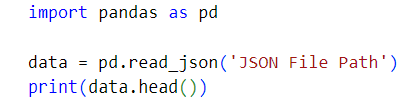 import pandas as pd
data = pd.read_json('JSON File Path')
print(data.head())